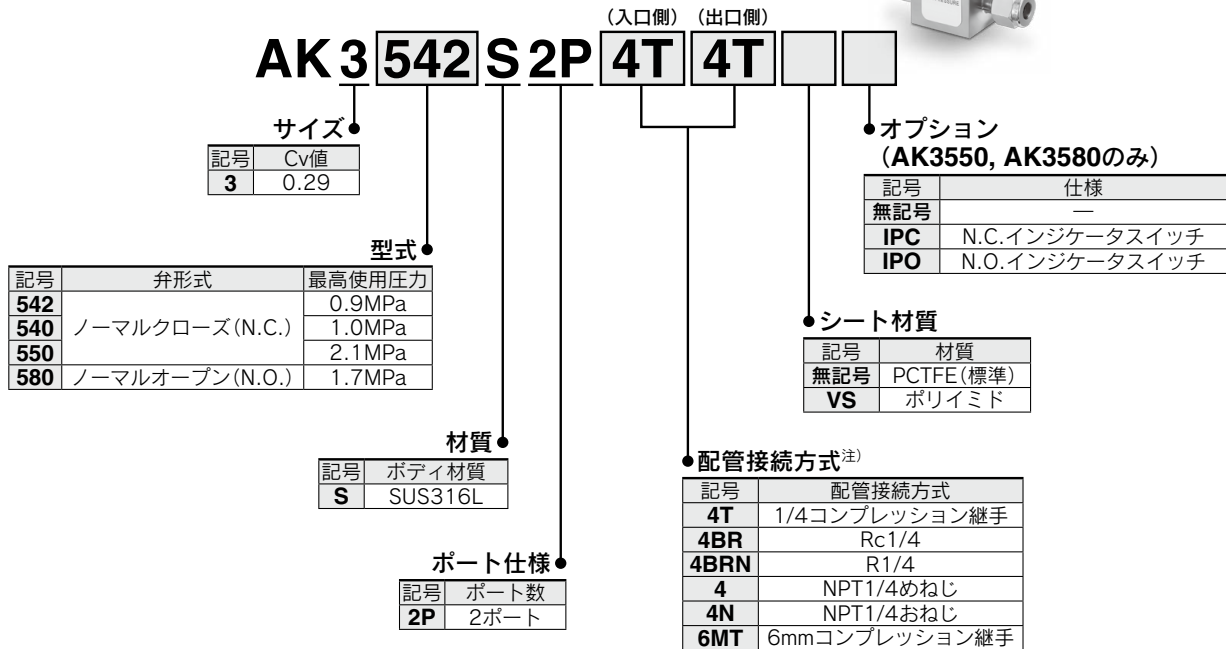 (入口側) (出口側)
AK 3 542 S 2P 4T 4T
サイズ
記号 Cv値
3 0.29
型式
記号 弁形式 最高使用圧力
542 ノーマルクローズ(N.C.) 0.9MPa
540 1.0MPa
550 2.1MPa
580 ノーマルオープン(N.O.) 1.7MPa
材質
記号 ボディ材質
S SUS316L
ポート仕様
記号 ポート数
2P 2ポート
オプション
(AK3550, AK3580のみ)
記号 仕様
無記号 —
IPC N.C.インジケータスイッチ
IPO N.O.インジケータスイッチ
シート材質
記号 材質
無記号 PCTFE(標準)
VS ポリイミド
配管接続方式注)
記号 配管接続方式
4T 1/4コンプレッション継手
4BR Rc1/4
4BRN R1/4
4 NPT1/4めねじ
4N NPT1/4おねじ
6MT 6mmコンプレッション継手